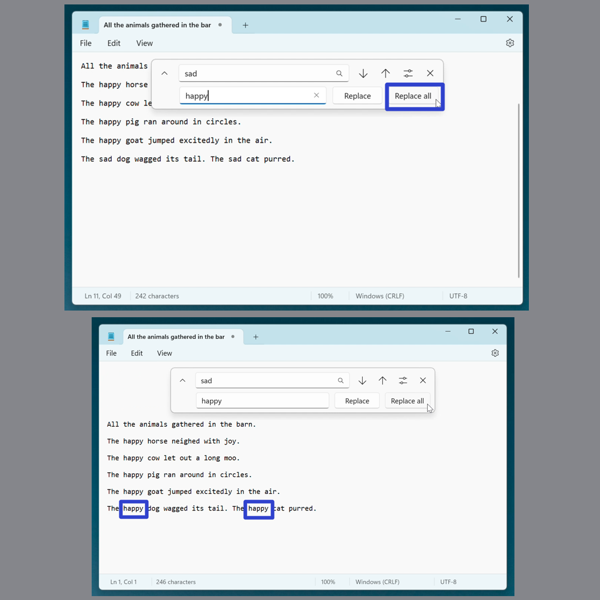 All the animals gathered in the bar
File Edit View
sad
happy
Replace
Replace all
All the animals
The happy horse
The happy cow le
The happy pig ran around in circles.
The happy goat jumped excitedly in the air.
The sad dog wagged its tail. The sad cat purred.
Ln 11, Col 49 242 characters 100% Windows (CRLF) UTF-8
All the animals gathered in the bar
File Edit View
sad
happy
Replace
Replace all
All the animals gathered in the barn.
The happy horse neighed with joy.
The happy cow let out a long moo.
The happy pig ran around in circles.
The happy goat jumped excitedly in the air.
The happy dog wagged its tail. The happy cat purred.
Ln 1, Col 1 246 characters 100% Windows (CRLF) UTF-8